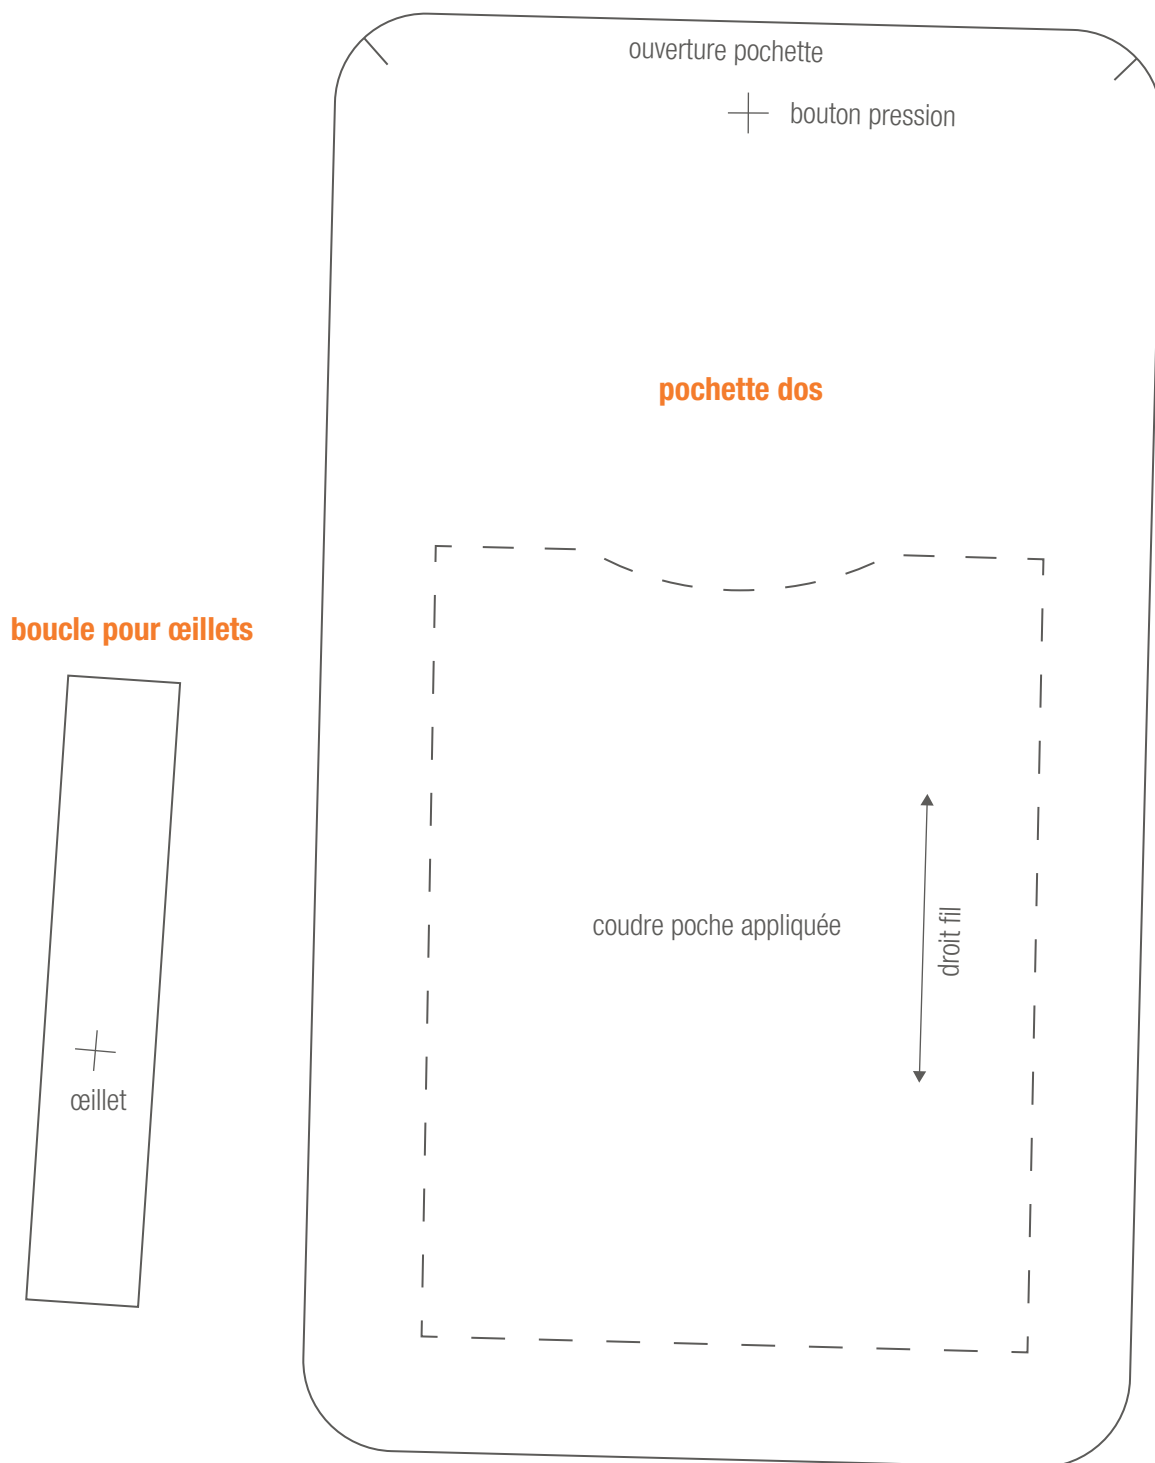 ouverture pochette
bouton pression
pochette dos
boucle pour œillets
coudre poche appliquée
droit fil
œillet